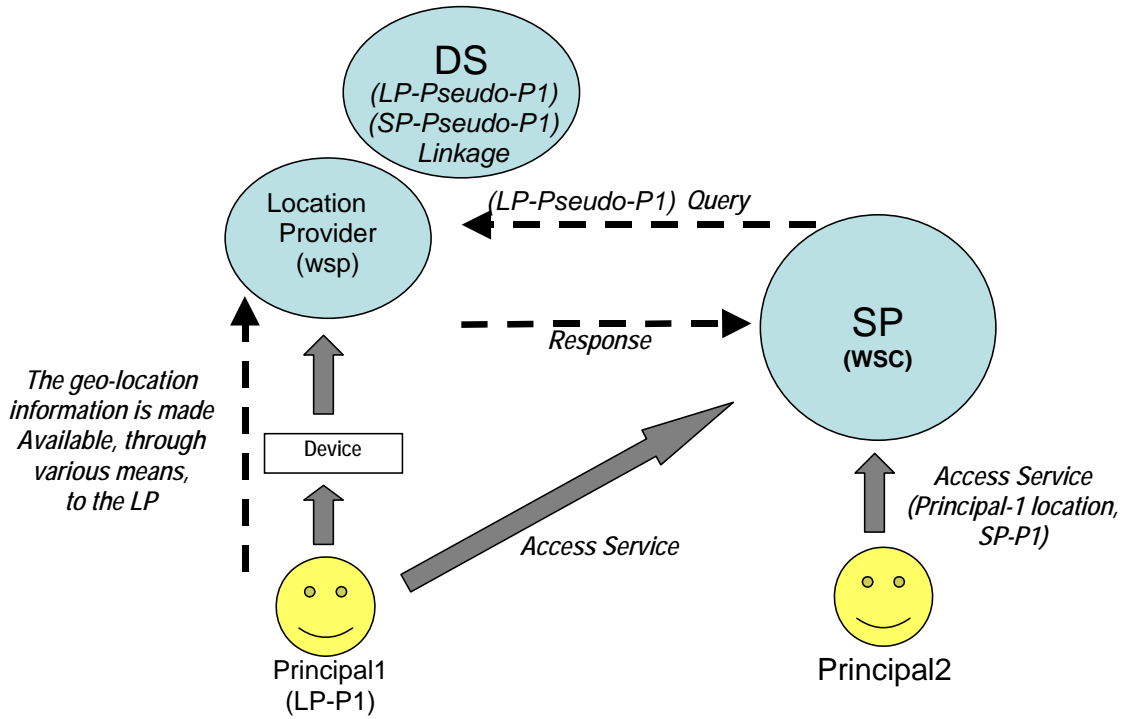 DS
(LP-Pseudo-P1)
(SP-Pseudo-P1)
Linkage
Location
Provider
(wsp)
(LP-Pseudo-P1) Query
Response
SP
(WSC)
The geo-location
information is made
Available, through
various means,
to the LP
Device
Access Service
Access Service
(Principal-1 location,
SP-P1)
Principal1
(LP-P1)
Principal2